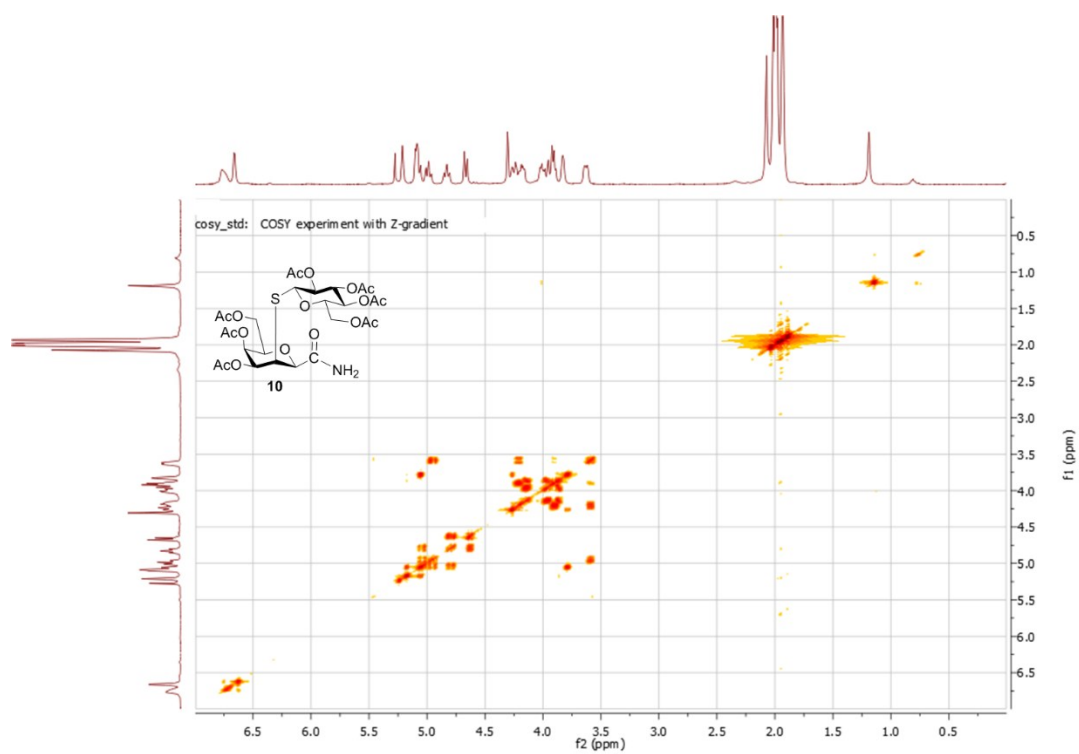 cosy_std: COSY experiment with Z-gradient
AcO
S
O
OAc
OAc
OAc
AcO
AcO
O
O
AcO
NH₂
10
0.5
1.0
1.5
2.0
2.5
3.0
3.5
4.0
4.5
5.0
5.5
6.0
6.5
f1 (ppm)
6.5 6.0 5.5 5.0 4.5 4.0 3.5 3.0 2.5 2.0 1.5 1.0 0.5
f2 (ppm)